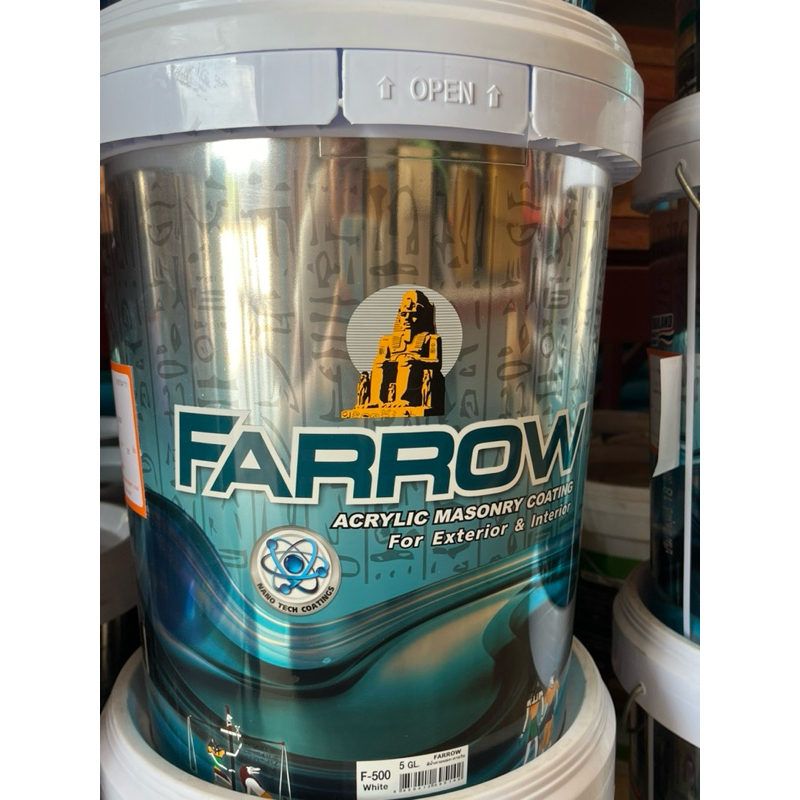 OPEN
FARROW
ACRYLIC MASONRY COATING
For Exterior & Interior
NANO TECH COATINGS
F-500
White
5 GL.
FARROW